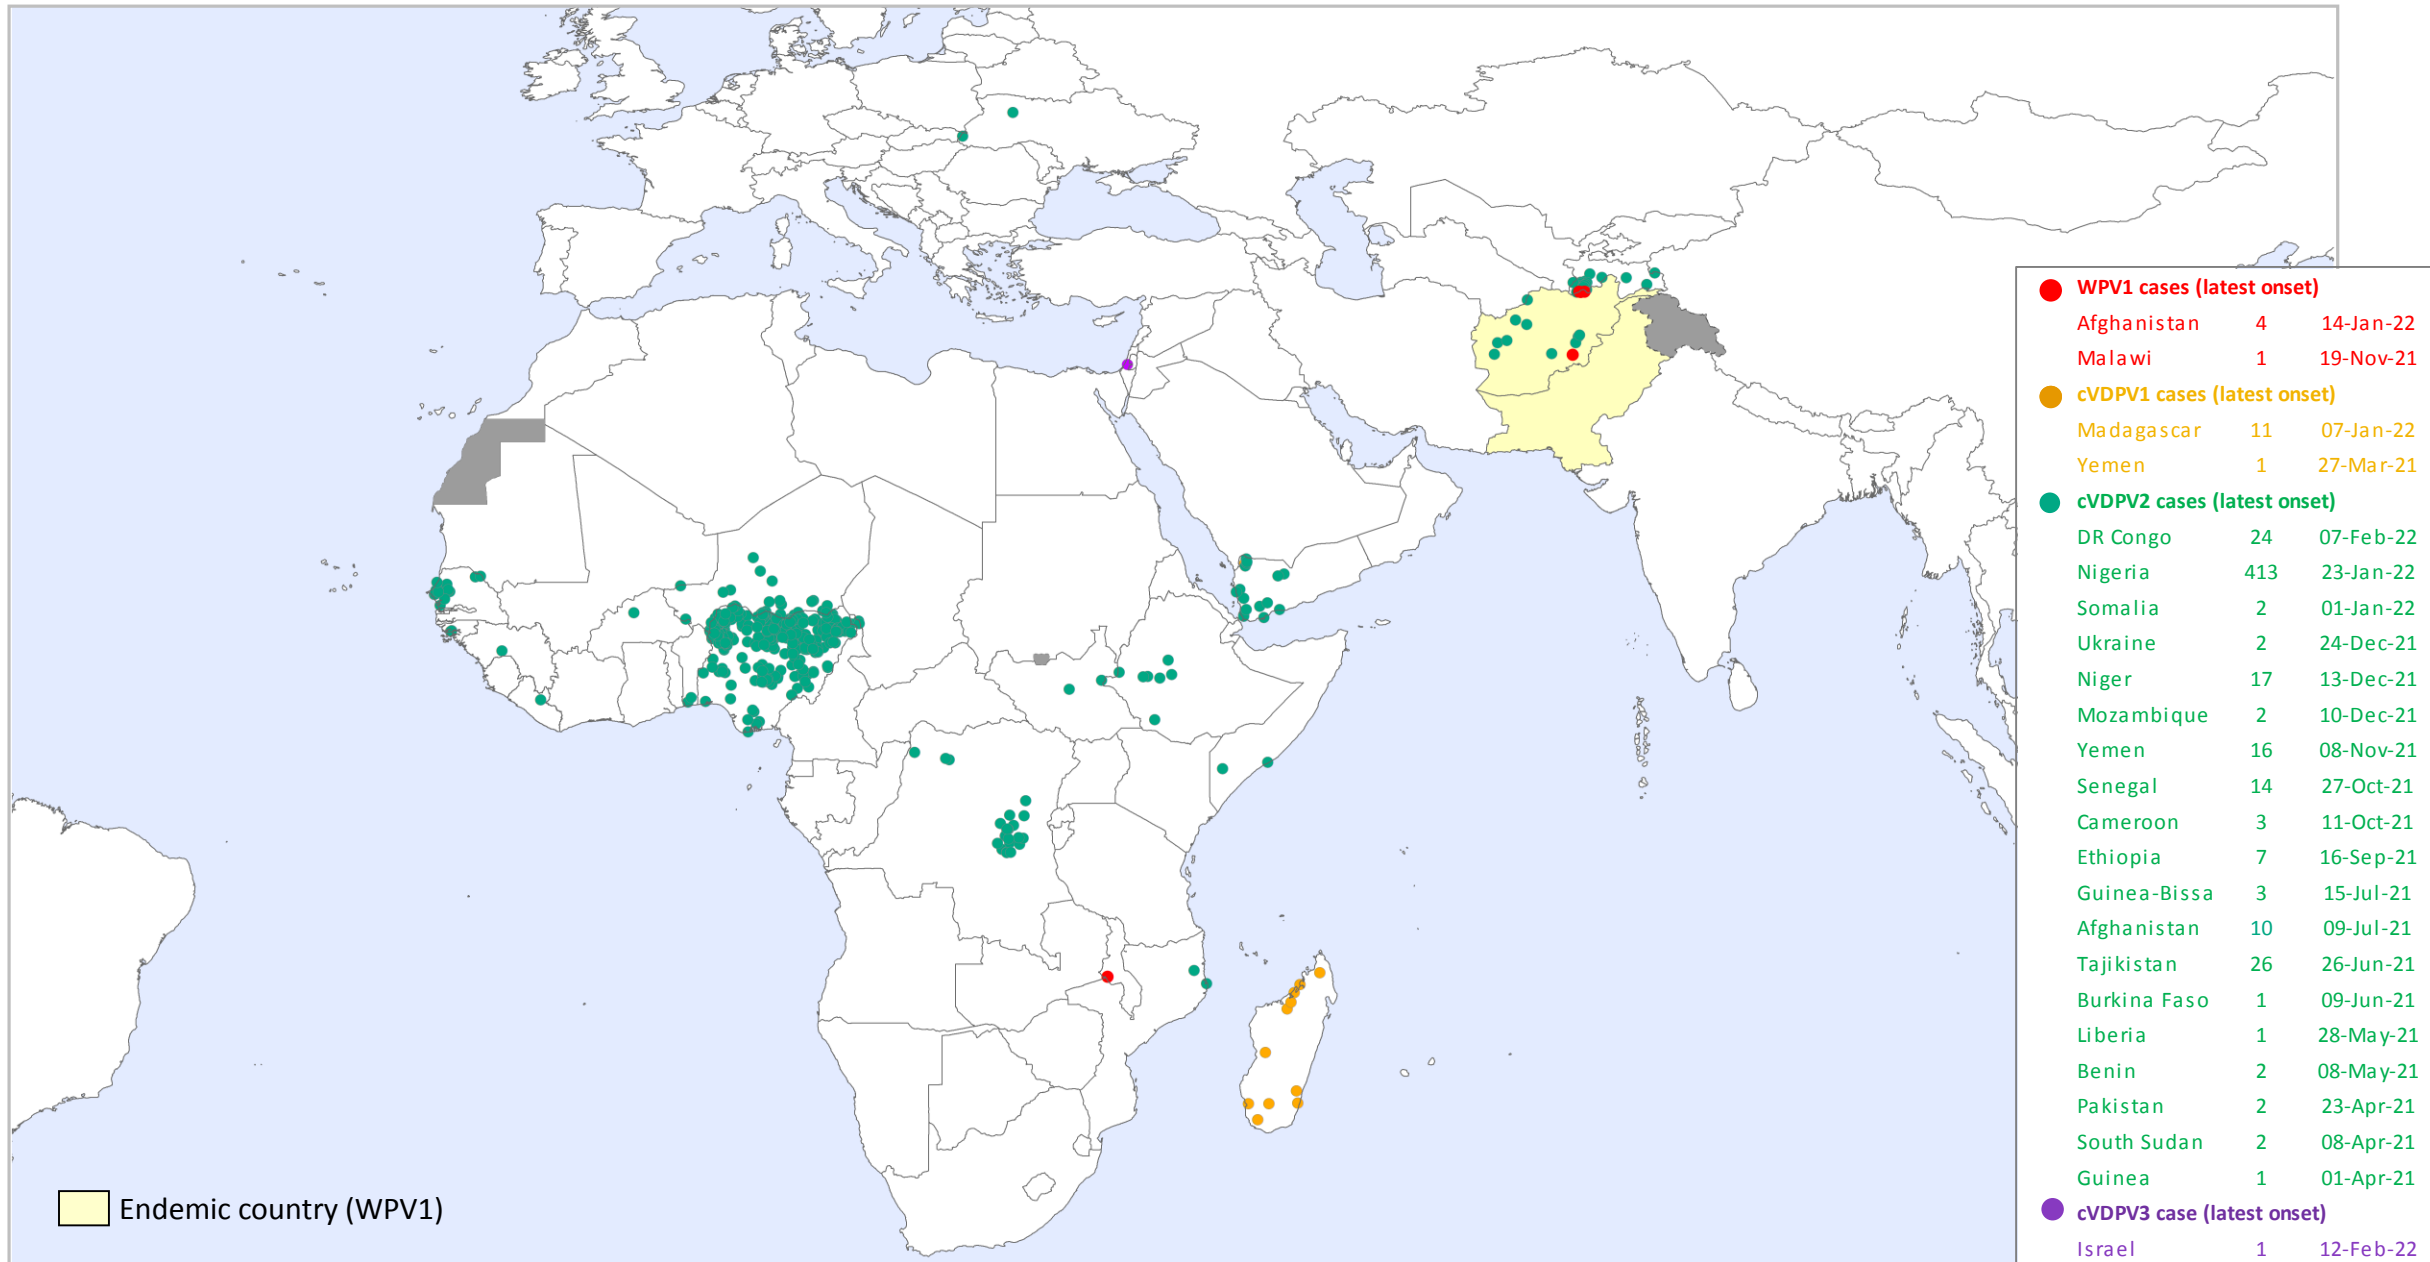 WPV1 cases (latest onset)
Afghanistan 4 14-Jan-22
Malawi 1 19-Nov-21
cVDPV1 cases (latest onset)
Madagascar 11 07-Jan-22
Yemen 1 27-Mar-21
cVDPV2 cases (latest onset)
DR Congo 24 07-Feb-22
Nigeria 413 23-Jan-22
Somalia 2 01-Jan-22
Ukraine 2 24-Dec-21
Niger 17 13-Dec-21
Mozambique 2 10-Dec-21
Yemen 16 08-Nov-21
Senegal 14 27-Oct-21
Cameroon 3 11-Oct-21
Ethiopia 7 16-Sep-21
Guinea-Bissa 3 15-Jul-21
Afghanistan 10 09-Jul-21
Tajikistan 26 26-Jun-21
Burkina Faso 1 09-Jun-21
Liberia 1 28-May-21
Benin 2 08-May-21
Pakistan 2 23-Apr-21
South Sudan 2 08-Apr-21
Guinea 1 01-Apr-21
cVDPV3 case (latest onset)
Israel 1 12-Feb-22
Endemic country (WPV1)